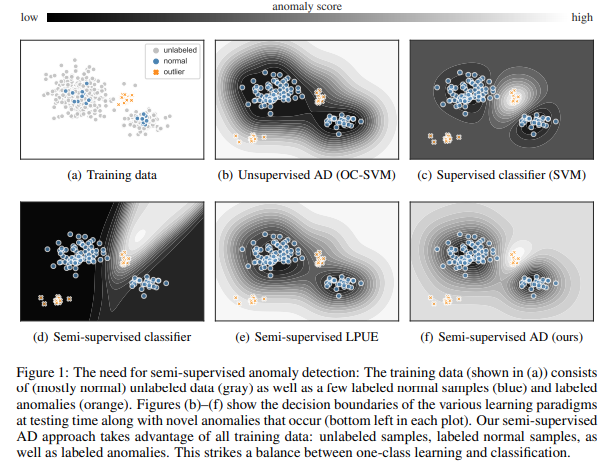 anomaly score
low high
unlabeled
normal
outlier
(a) Training data
(b) Unsupervised AD (OC-SVM)
(c) Supervised classifier (SVM)
(d) Semi-supervised classifier
(e) Semi-supervised LPUE
(f) Semi-supervised AD (ours)
Figure 1: The need for semi-supervised anomaly detection: The training data (shown in (a)) consists
of (mostly normal) unlabeled data (gray) as well as a few labeled normal samples (blue) and labeled
anomalies (orange). Figures (b)–(f) show the decision boundaries of the various learning paradigms
at testing time along with novel anomalies that occur (bottom left in each plot). Our semi-supervised
AD approach takes advantage of all training data: unlabeled samples, labeled normal samples, as
well as labeled anomalies. This strikes a balance between one-class learning and classification.